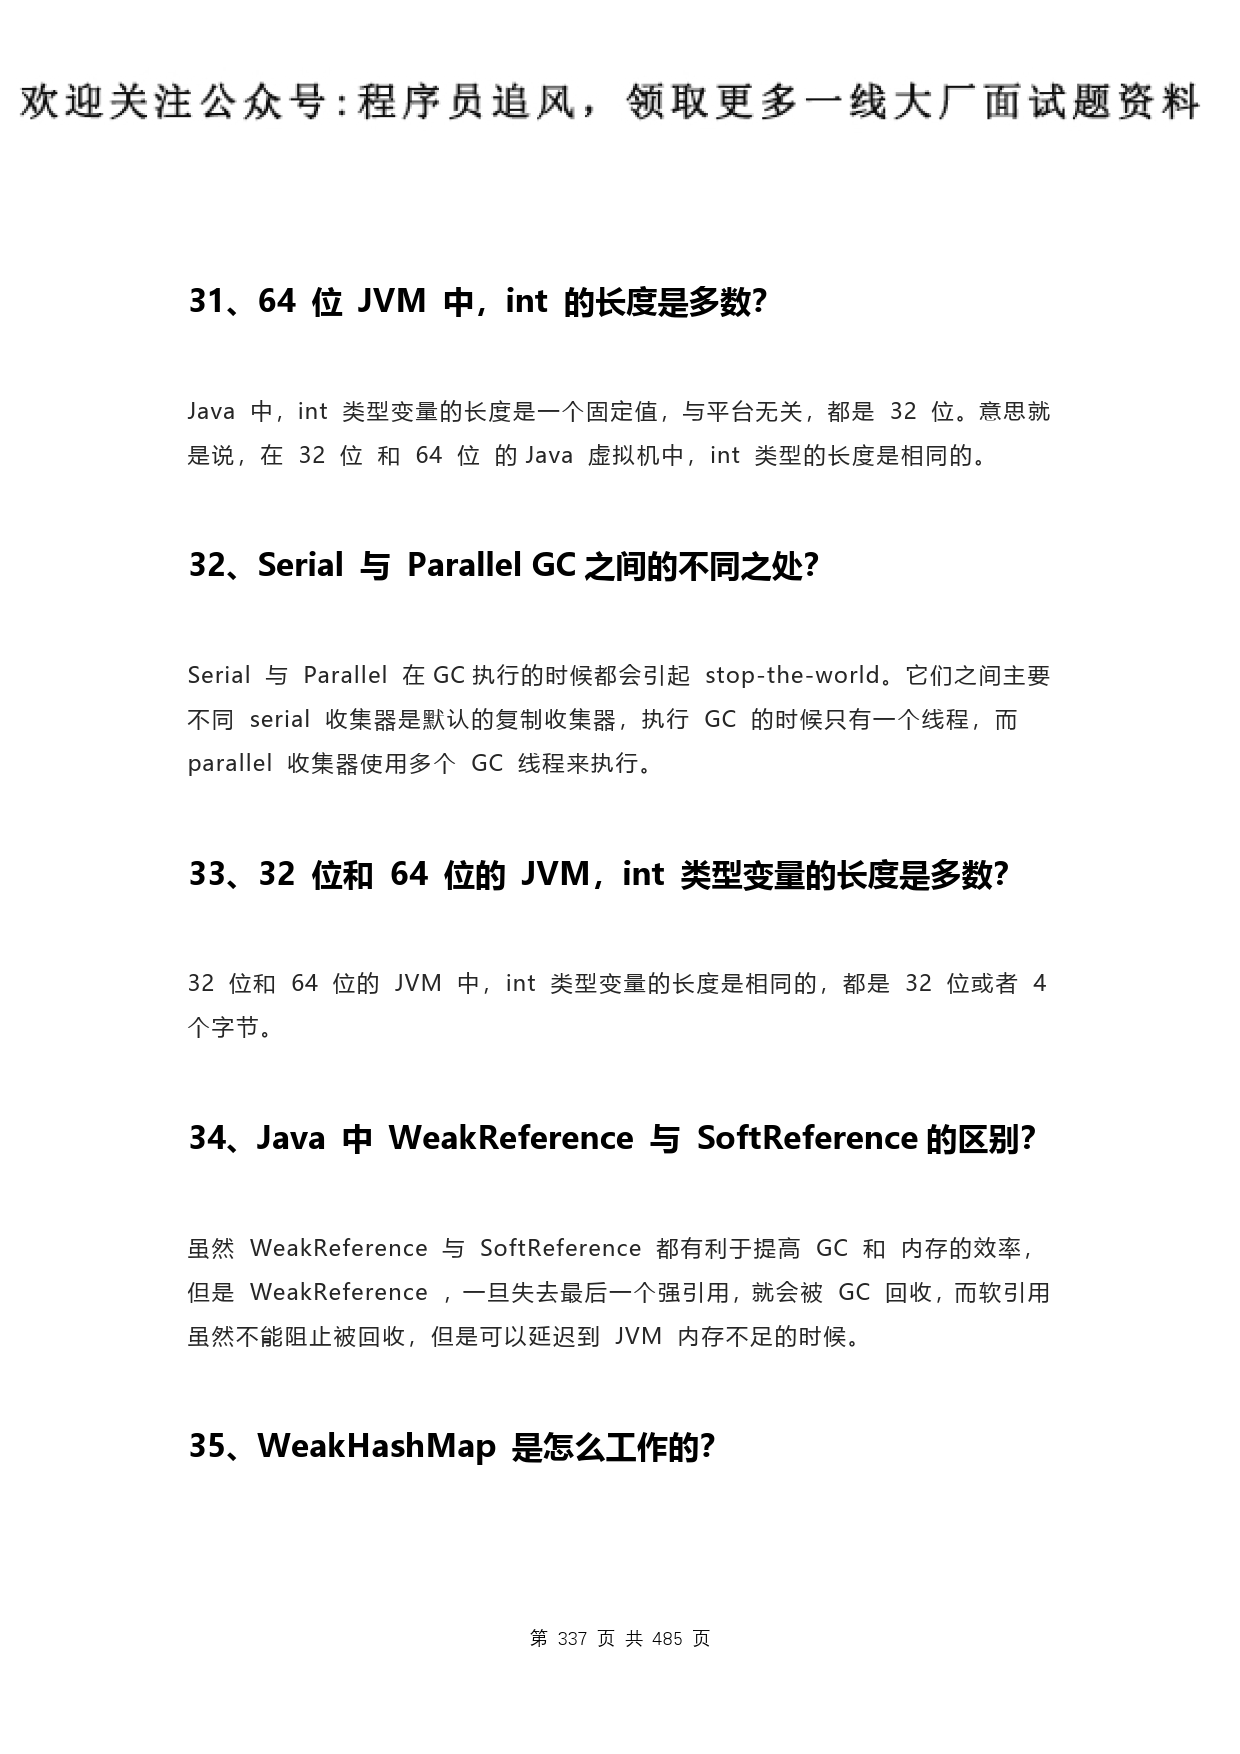 欢迎关注公众号:程序员追风，领取更多一线大厂面试题资料
31、64 位 JVM 中，int 的长度是多数？
Java 中，int 类型变量的长度是一个固定值，与平台无关，都是 32 位。意思就
是说，在 32 位 和 64 位 的 Java 虚拟机中，int 类型的长度是相同的。
32、Serial 与 Parallel GC 之间的不同之处？
Serial 与 Parallel 在 GC 执行的时候都会引起 stop-the-world。它们之间主要
不同 serial 收集器是默认的复制收集器，执行 GC 的时候只有一个线程，而
parallel 收集器使用多个 GC 线程来执行。
33、32 位和 64 位的 JVM，int 类型变量的长度是多数？
32 位和 64 位的 JVM 中，int 类型变量的长度是相同的，都是 32 位或者 4
个字节。
34、Java 中 WeakReference 与 SoftReference 的区别？
虽然 WeakReference 与 SoftReference 都有利于提高 GC 和 内存的效率，
但是 WeakReference ，一旦失去最后一个强引用，就会被 GC 回收，而软引用
虽然不能阻止被回收，但是可以延迟到 JVM 内存不足的时候。
35、WeakHashMap 是怎么工作的？
第 337 页 共 485 页